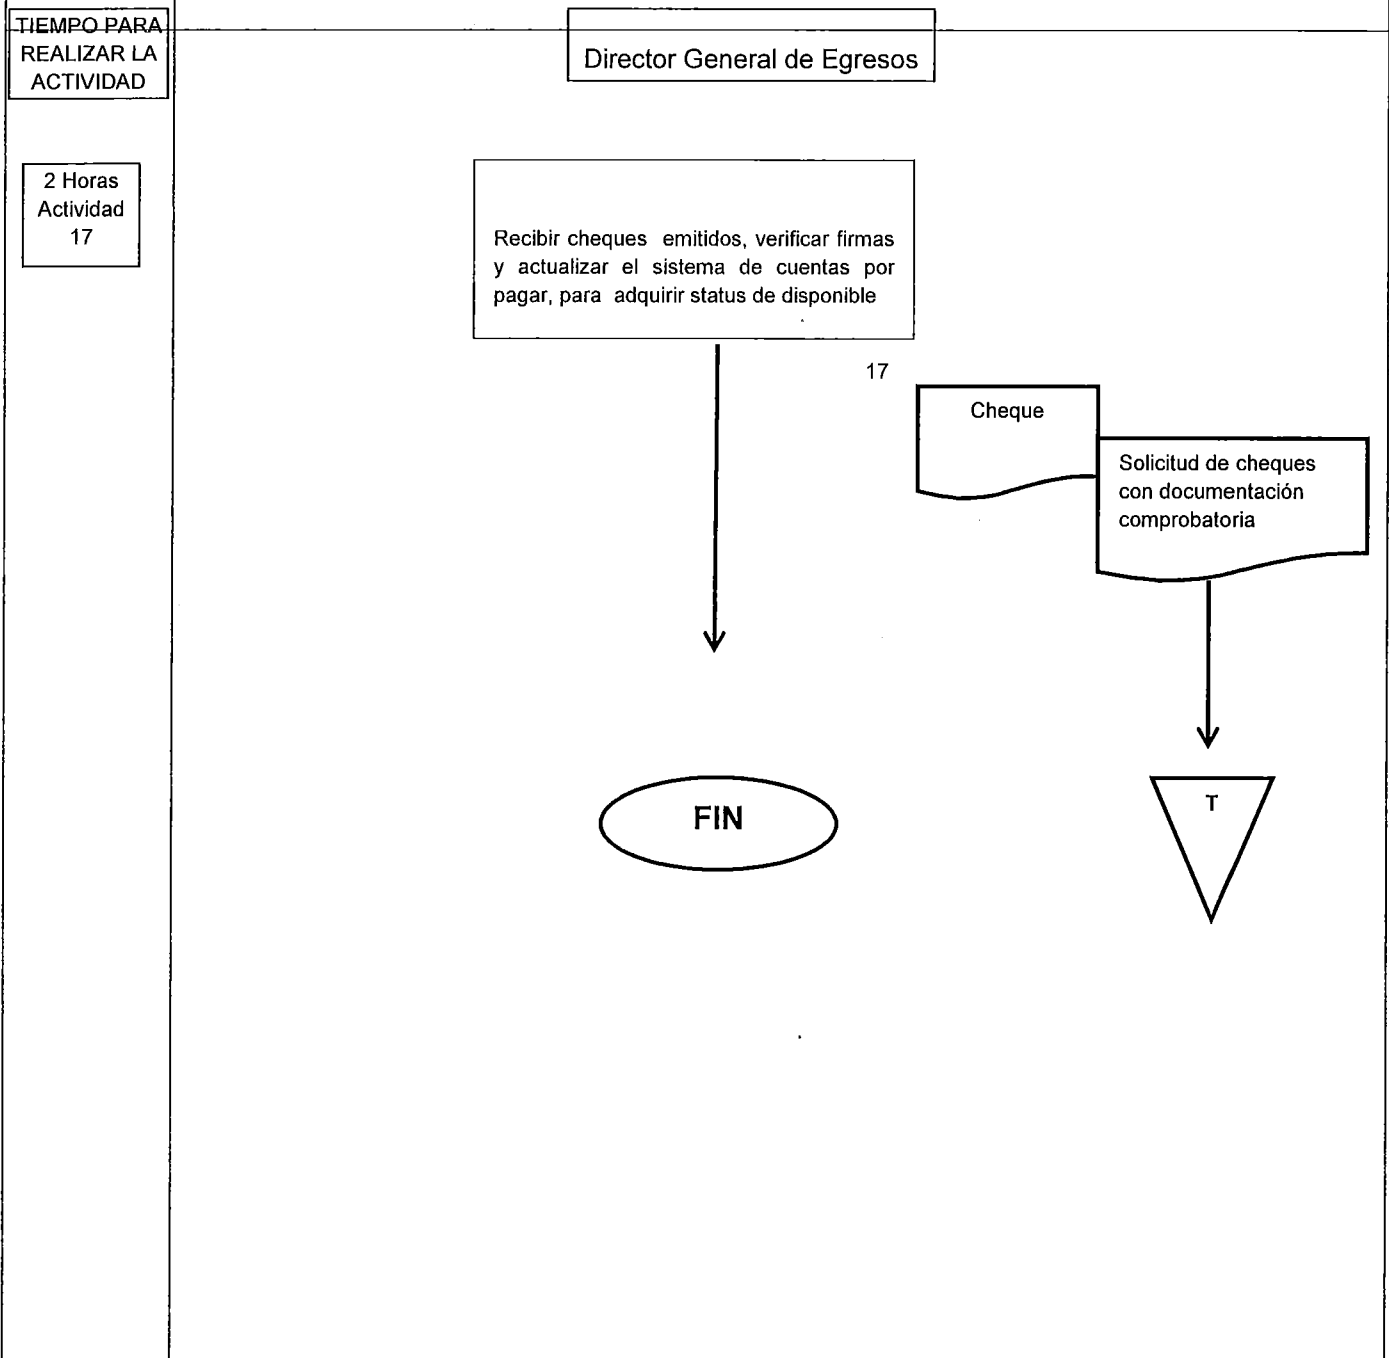 TIEMPO PARA
REALIZAR LA
ACTIVIDAD
Director General de Egresos
2 Horas
Actividad
17
Recibir cheques emitidos, verificar firmas
y actualizar el sistema de cuentas por
pagar, para adquirir status de disponible
17
Cheque
Solicitud de cheques
con documentación
comprobatoria
FIN
T